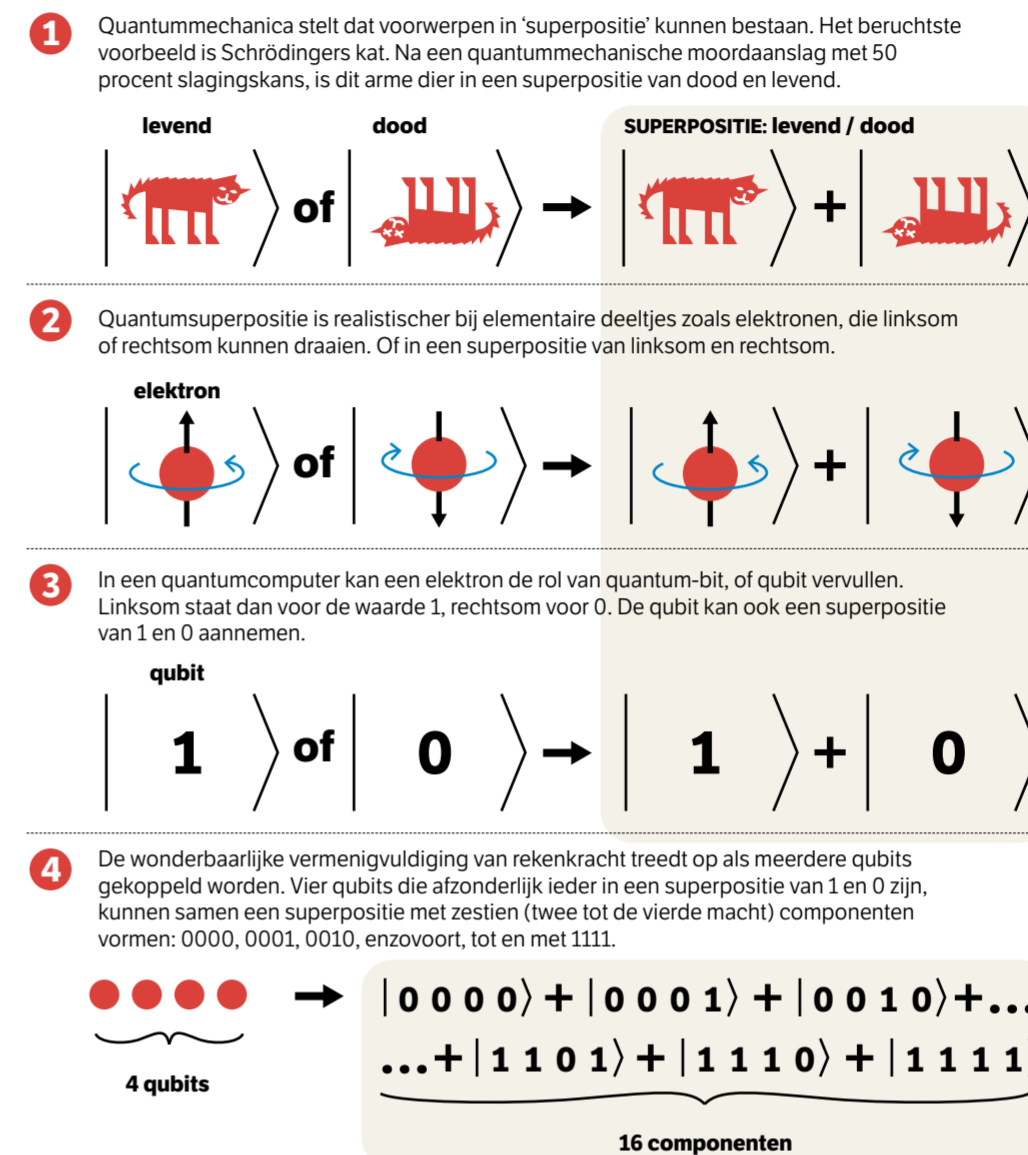 1
Quantummechanica stelt dat voorwerpen in ‘superpositie’ kunnen bestaan. Het beruchtste
voorbeeld is Schrödingers kat. Na een quantummechanische moordaanslag met 50
procent slagingskans, is dit arme dier in een superpositie van dood en levend.
levend dood SUPERPOSITIE: levend / dood
| ⟩ of | ⟩ → | ⟩ + | ⟩
2
Quantumsuperpositie is realistischer bij elementaire deeltjes zoals elektronen, die linksom
of rechtsom kunnen draaien. Of in een superpositie van linksom en rechtsom.
elektron
| ⟩ of | ⟩ → | ⟩ + | ⟩
3
In een quantumcomputer kan een elektron de rol van quantum-bit, of qubit vervullen.
Linksom staat dan voor de waarde 1, rechtsom voor 0. De qubit kan ook een superpositie
van 1 en 0 aannemen.
qubit
| 1 ⟩ of | 0 ⟩ → | 1 ⟩ + | 0 ⟩
4
De wonderbaarlijke vermenigvuldiging van rekenkracht treedt op als meerdere qubits
gekoppeld worden. Vier qubits die afzonderlijk ieder in een superpositie van 1 en 0 zijn,
kunnen samen een superpositie met zestien (twee tot de vierde macht) componenten
vormen: 0000, 0001, 0010, enzovoort, tot en met 1111.
→ | 0 0 0 0⟩ + | 0 0 0 1⟩ + | 0 0 1 0⟩ +...
...+ | 1 1 0 1⟩ + | 1 1 1 0⟩ + | 1 1 1 1⟩
4 qubits
16 componenten